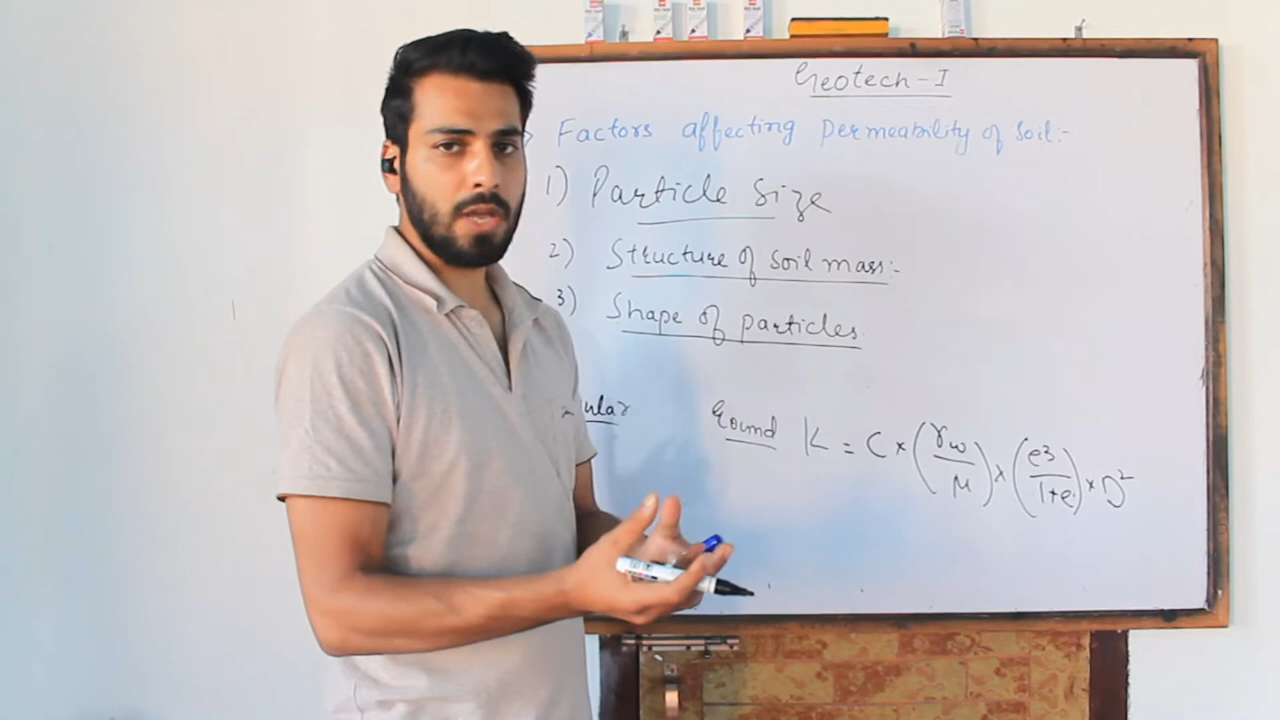 Geotech-I
Factors affecting permeability of soil:-
1) Particle size
2) Structure of soil mass:-
3) Shape of particles
ular
Round K = C × (γw/μ) × (e3/1+e) × D²